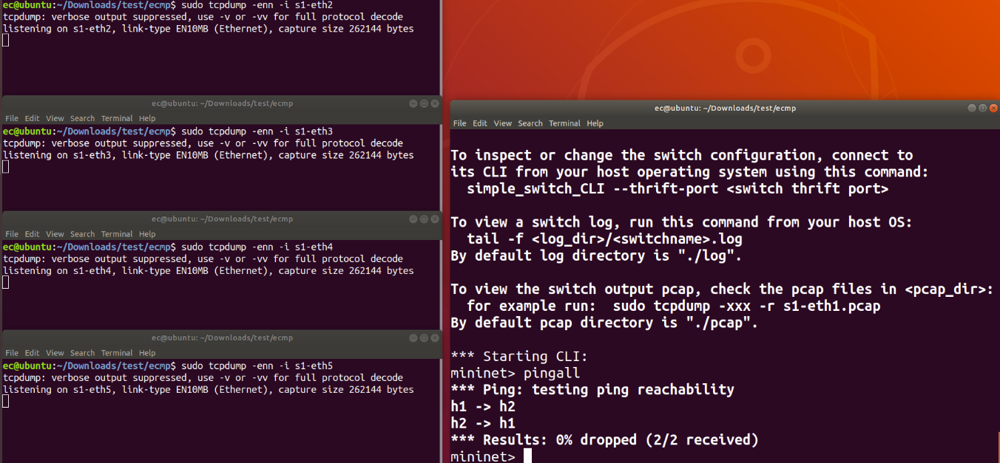 ec@ubuntu:~/Downloads/test/ecmp$ sudo tcpdump -enn -i s1-eth2
tcpdump: verbose output suppressed, use -v or -vv for full protocol decode
listening on s1-eth2, link-type EN10MB (Ethernet), capture size 262144 bytes
ec@ubuntu: ~/Downloads/test/ecmp
File Edit View Search Terminal Help
ec@ubuntu:~/Downloads/test/ecmp$ sudo tcpdump -enn -i s1-eth3
tcpdump: verbose output suppressed, use -v or -vv for full protocol decode
listening on s1-eth3, link-type EN10MB (Ethernet), capture size 262144 bytes
ec@ubuntu: ~/Downloads/test/ecmp
File Edit View Search Terminal Help
ec@ubuntu:~/Downloads/test/ecmp$ sudo tcpdump -enn -i s1-eth4
tcpdump: verbose output suppressed, use -v or -vv for full protocol decode
listening on s1-eth4, link-type EN10MB (Ethernet), capture size 262144 bytes
ec@ubuntu: ~/Downloads/test/ecmp
File Edit View Search Terminal Help
ec@ubuntu:~/Downloads/test/ecmp$ sudo tcpdump -enn -i s1-eth5
tcpdump: verbose output suppressed, use -v or -vv for full protocol decode
listening on s1-eth5, link-type EN10MB (Ethernet), capture size 262144 bytes
ec@ubuntu: ~/Downloads/test/ecmp
File Edit View Search Terminal Help
To inspect or change the switch configuration, connect to
its CLI from your host operating system using this command:
simple_switch_CLI --thrift-port <switch thrift port>
To view a switch log, run this command from your host OS:
tail -f <log_dir>/<switchname>.log
By default log directory is "./log".
To view the switch output pcap, check the pcap files in <pcap_dir>:
for example run:  sudo tcpdump -xxx -r s1-eth1.pcap
By default pcap directory is "./pcap".
*** Starting CLI:
mininet> pingall
*** Ping: testing ping reachability
h1 -> h2
h2 -> h1
*** Results: 0% dropped (2/2 received)
mininet>